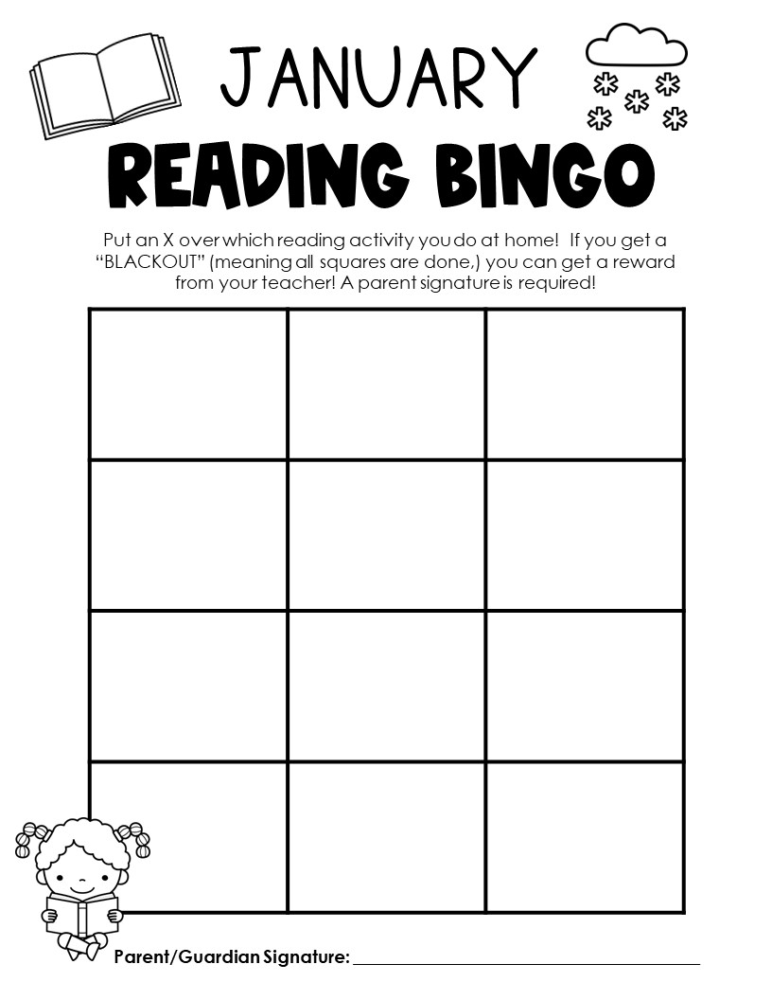 JANUARY
READING BINGO
Put an X over which reading activity you do at home! If you get a
“BLACKOUT” (meaning all squares are done,) you can get a reward
from your teacher! A parent signature is required!
Parent/Guardian Signature: ____________________________________